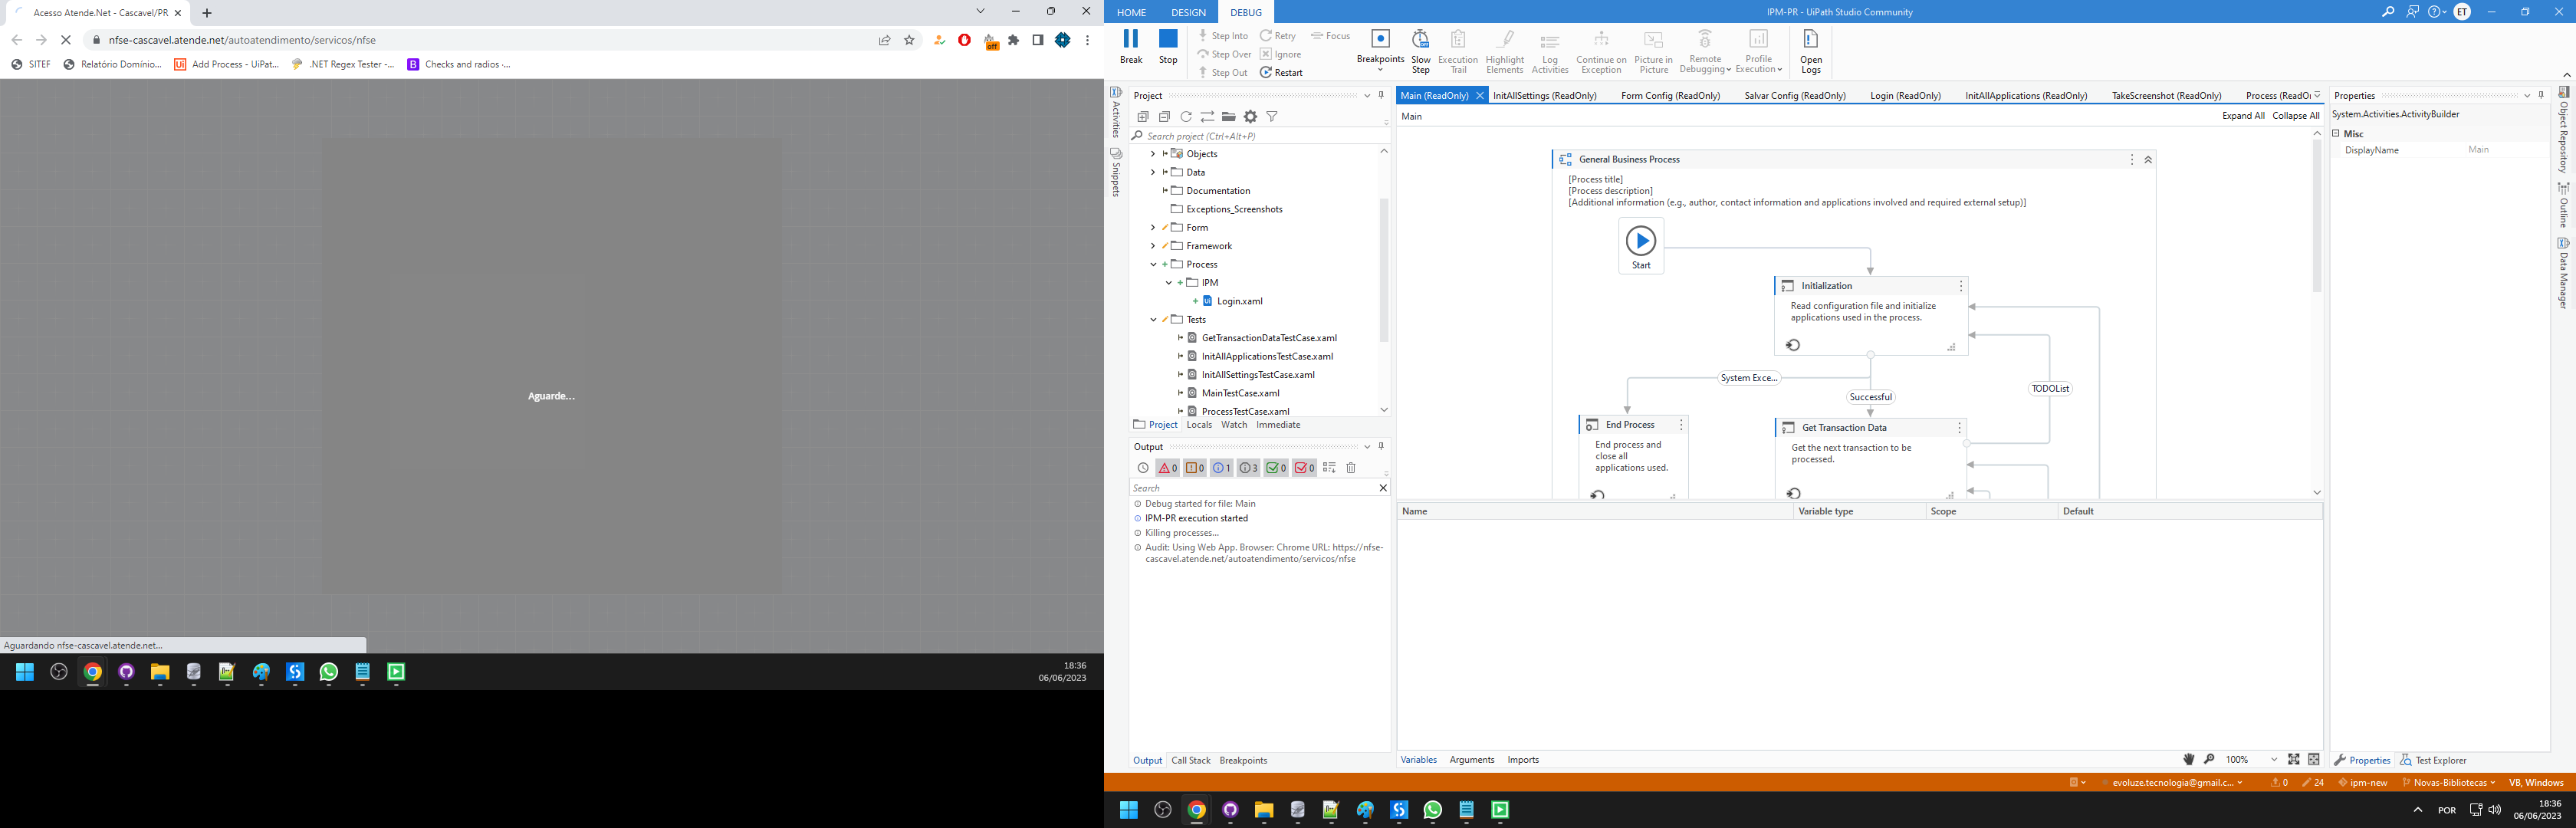 Acesso Atende.Net - Cascavel/PR
nfse-cascavel.atende.net/autoatendimento/servicos/nfse
off
SITEF
Relatório Domínio...
Add Process - UiPat...
.NET Regex Tester -...
Checks and radios ·...
Aguarde...
Aguardando nfse-cascavel.atende.net...
18:36
06/06/2023
HOME
DESIGN
DEBUG
IPM-PR - UiPath Studio Community
ET
Break
Stop
Step Into
Step Over
Step Out
Retry
Ignore
Restart
Focus
Breakpoints
Slow Step
Execution Trail
Highlight Elements
Log Activities
Continue on Exception
Picture in Picture
Remote Debugging
Profile Execution
Open Logs
Activities
Snippets
Project
Search project (Ctrl+Alt+P)
Objects
Data
Documentation
Exceptions_Screenshots
Form
Framework
Process
IPM
Login.xaml
Tests
GetTransactionDataTestCase.xaml
InitAllApplicationsTestCase.xaml
InitAllSettingsTestCase.xaml
MainTestCase.xaml
ProcessTestCase.xaml
Project
Locals
Watch
Immediate
Output
0
0
1
3
0
0
Search
Debug started for file: Main
IPM-PR execution started
Killing processes...
Audit: Using Web App. Browser: Chrome URL: https://nfse-
cascavel.atende.net/autoatendimento/servicos/nfse
Output
Call Stack
Breakpoints
Main (ReadOnly)
InitAllSettings (ReadOnly)
Form Config (ReadOnly)
Salvar Config (ReadOnly)
Login (ReadOnly)
InitAllApplications (ReadOnly)
TakeScreenshot (ReadOnly)
Process (ReadO
Main
Expand All
Collapse All
General Business Process
[Process title]
[Process description]
[Additional information (e.g., author, contact information and applications involved and required external setup)]
Start
Initialization
Read configuration file and initialize
applications used in the process.
System Exce...
Successful
TODOList
End Process
End process and
close all
applications used.
Get Transaction Data
Get the next transaction to be
processed.
Name
Variable type
Scope
Default
Variables
Arguments
Imports
100%
Properties
System.Activities.ActivityBuilder
Misc
DisplayName
Main
Properties
Test Explorer
Object Repository
Outline
Data Manager
evoluze.tecnologia@gmail.c...
0
24
ipm-new
Novas-Bibliotecas
VB, Windows
POR
18:36
06/06/2023